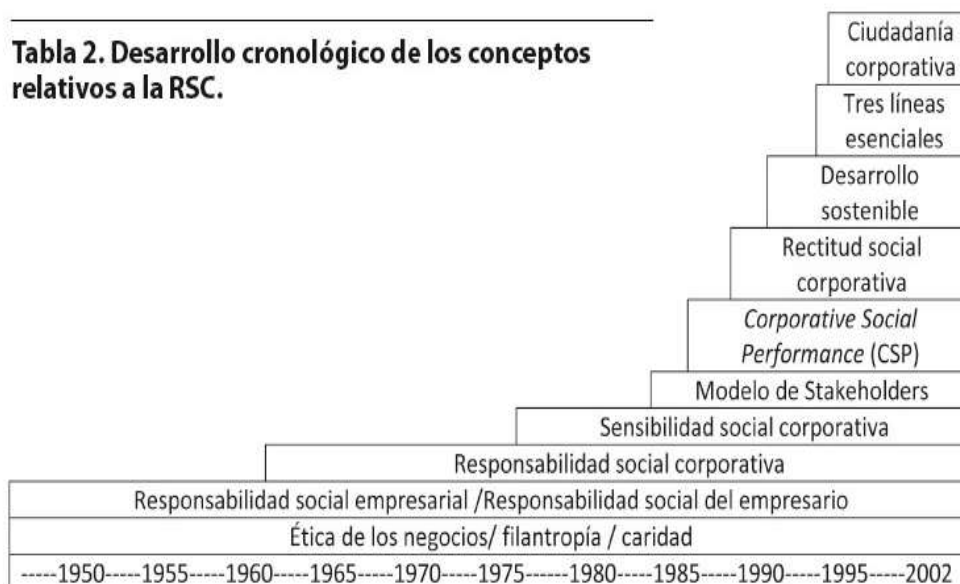 Tabla 2. Desarrollo cronológico de los conceptos
relativos a la RSC.
Ciudadanía
corporativa
Tres líneas
esenciales
Desarrollo
sostenible
Rectitud social
corporativa
Corporative Social
Performance (CSP)
Modelo de Stakeholders
Sensibilidad social corporativa
Responsabilidad social corporativa
Responsabilidad social empresarial /Responsabilidad social del empresario
Ética de los negocios/ filantropía / caridad
-----1950-----1955-----1960-----1965-----1970-----1975-----1980-----1985-----1990-----1995----2002